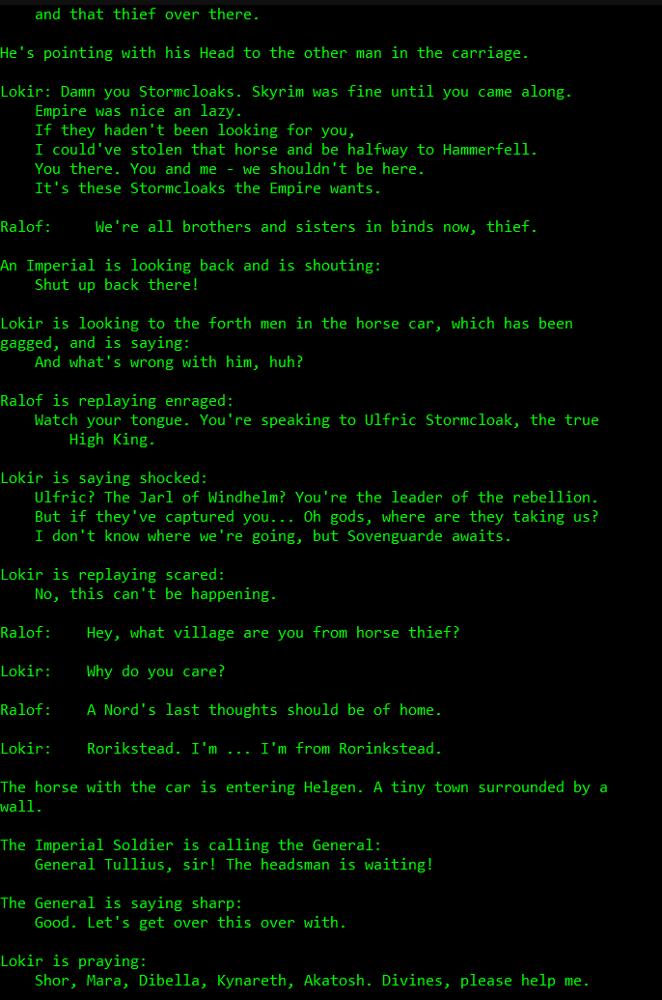 and that thief over there.
He's pointing with his Head to the other man in the carriage.
Lokir: Damn you Stormcloaks. Skyrim was fine until you came along.
Empire was nice an lazy.
If they haden't been looking for you,
I could've stolen that horse and be halfway to Hammerfell.
You there. You and me - we shouldn't be here.
It's these Stormcloaks the Empire wants.
Ralof: We're all brothers and sisters in binds now, thief.
An Imperial is looking back and is shouting:
Shut up back there!
Lokir is looking to the forth men in the horse car, which has been
gagged, and is saying:
And what's wrong with him, huh?
Ralof is replaying enraged:
Watch your tongue. You're speaking to Ulfric Stormcloak, the true
High King.
Lokir is saying shocked:
Ulfric? The Jarl of Windhelm? You're the leader of the rebellion.
But if they've captured you... Oh gods, where are they taking us?
I don't know where we're going, but Sovenguarde awaits.
Lokir is replaying scared:
No, this can't be happening.
Ralof: Hey, what village are you from horse thief?
Lokir: Why do you care?
Ralof: A Nord's last thoughts should be of home.
Lokir: Rorikstead. I'm ... I'm from Rorinkstead.
The horse with the car is entering Helgen. A tiny town surrounded by a
wall.
The Imperial Soldier is calling the General:
General Tullius, sir! The headsman is waiting!
The General is saying sharp:
Good. Let's get over this over with.
Lokir is praying:
Shor, Mara, Dibella, Kynareth, Akatosh. Divines, please help me.